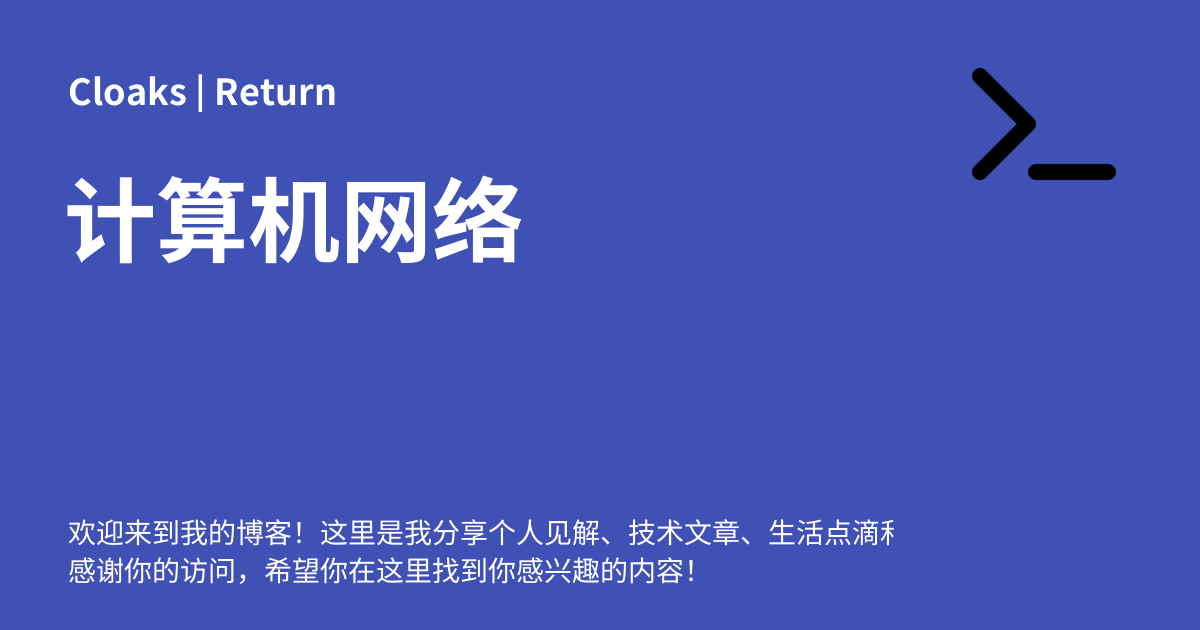 Cloaks | Return
计算机网络
欢迎来到我的博客！这里是我分享个人见解、技术文章、生活点滴
感谢你的访问，希望你在这里找到你感兴趣的内容！